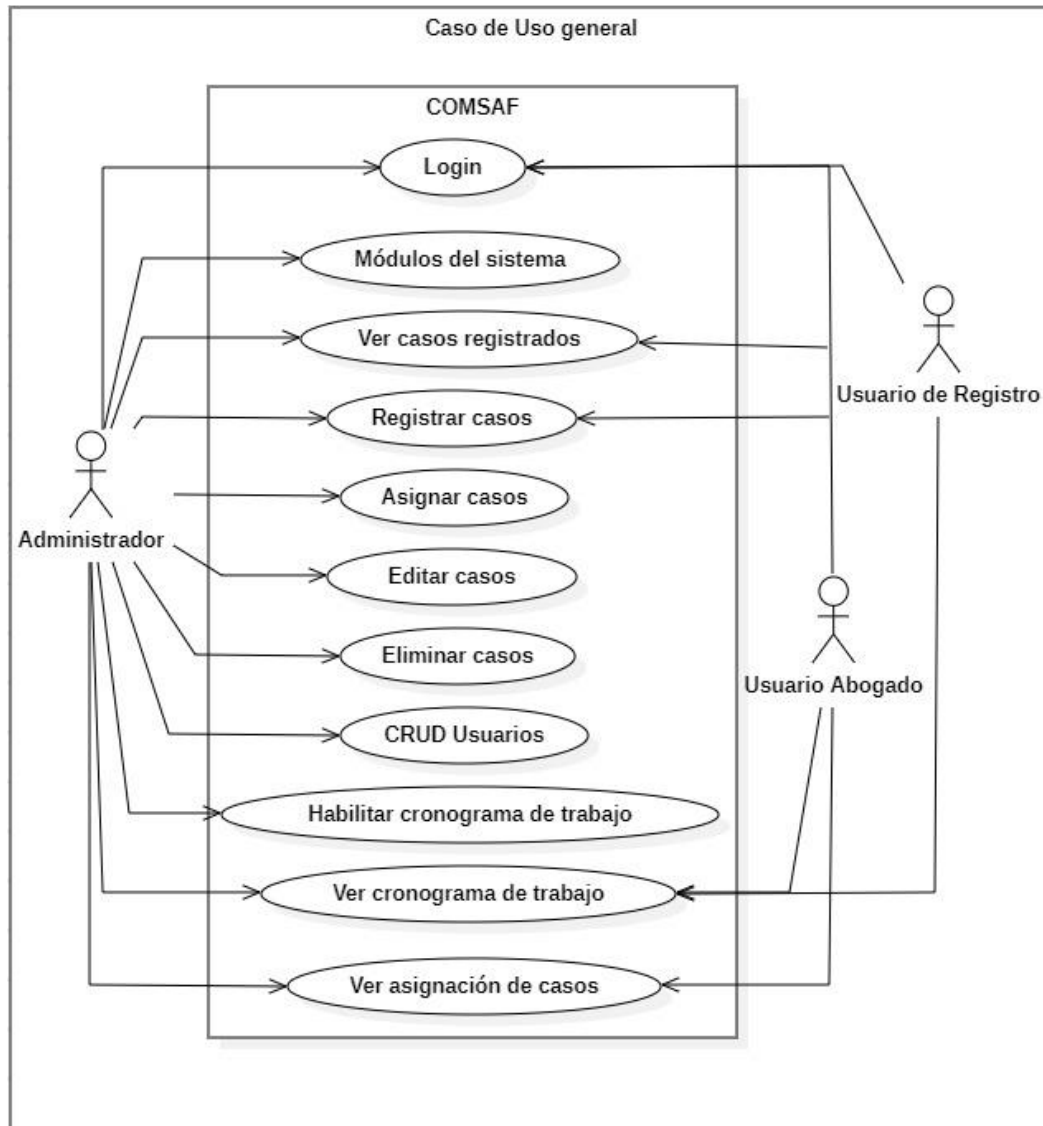 Caso de Uso general
COMSAF
Login
Módulos del sistema
Ver casos registrados
Usuario de Registro
Registrar casos
Asignar casos
Administrador
Editar casos
Eliminar casos
Usuario Abogado
CRUD Usuarios
Habilitar cronograma de trabajo
Ver cronograma de trabajo
Ver asignación de casos